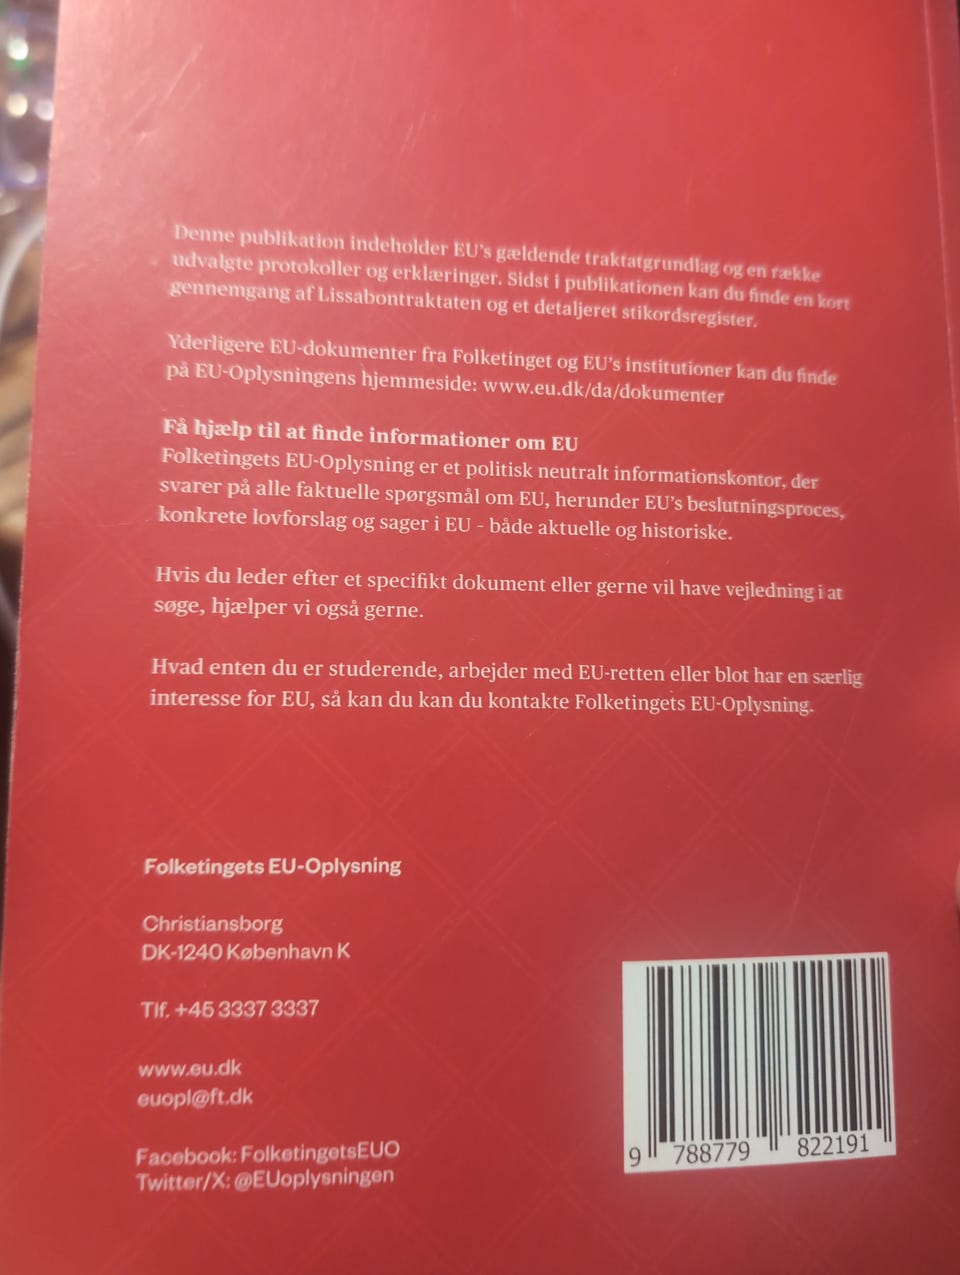 Denne publikation indeholder EU's gældende traktatgrundlag og en række
udvalgte protokoller og erklæringer. Sidst i publikationen kan du finde en kort
gennemgang af Lissabontraktaten og et detaljeret stikordsregister.
Yderligere EU-dokumenter fra Folketinget og EU's institutioner kan du finde
på EU-Oplysningens hjemmeside: www.eu.dk/da/dokumenter
Få hjælp til at finde informationer om EU
Folketingets EU-Oplysning er et politisk neutralt informationskontor, der
svarer på alle faktuelle spørgsmål om EU, herunder EU's beslutningsproces,
konkrete lovforslag og sager i EU - både aktuelle og historiske.
Hvis du leder efter et specifikt dokument eller gerne vil have vejledning i at
søge, hjælper vi også gerne.
Hvad enten du er studerende, arbejder med EU-retten eller blot har en særlig
interesse for EU, så kan du kan du kontakte Folketingets EU-Oplysning.
Folketingets EU-Oplysning
Christiansborg
DK-1240 København K
Tlf. +45 3337 3337
www.eu.dk
euopl@ft.dk
Facebook: FolketingetsEUO
Twitter/X: @EUoplysningen
9 788779 822191